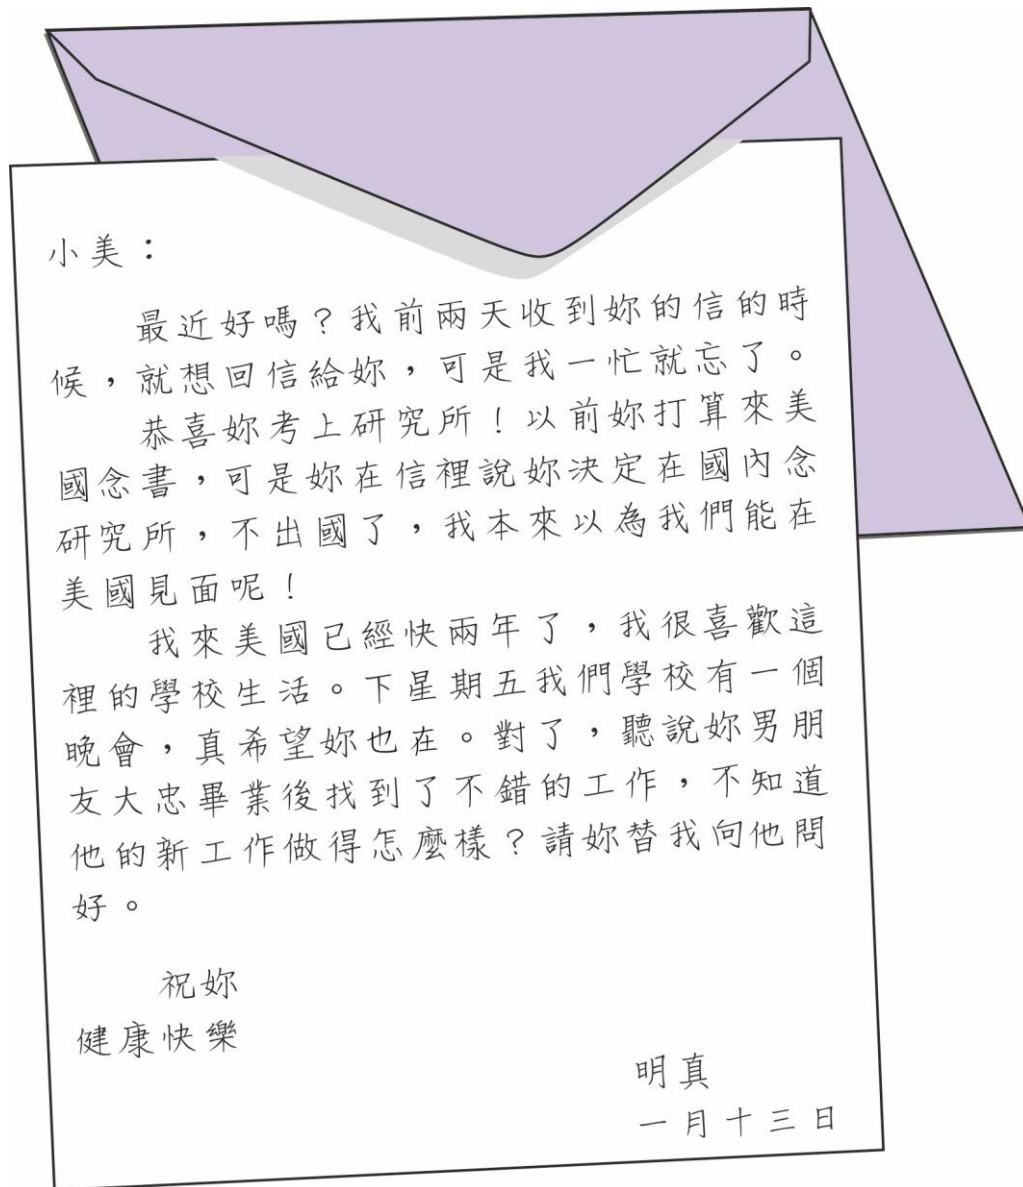 小美：
最近好嗎？我前兩天收到妳的信的時
候，就想回信給妳，可是我一忙就忘了。
恭喜妳考上研究所！以前妳打算來美
國念書，可是妳在信裡說妳決定在國內念
研究所，不出國了，我本來以為我們能在
美國見面呢！
我來美國已經快兩年了，我很喜歡這
裡的學校生活。下星期五我們學校有一個
晚會，真希望妳也在。對了，聽說妳男朋
友大忠畢業後找到了不錯的工作，不知道
他的新工作做得怎麼樣？請妳替我向他問
好。
祝妳
健康快樂
明真
一月十三日